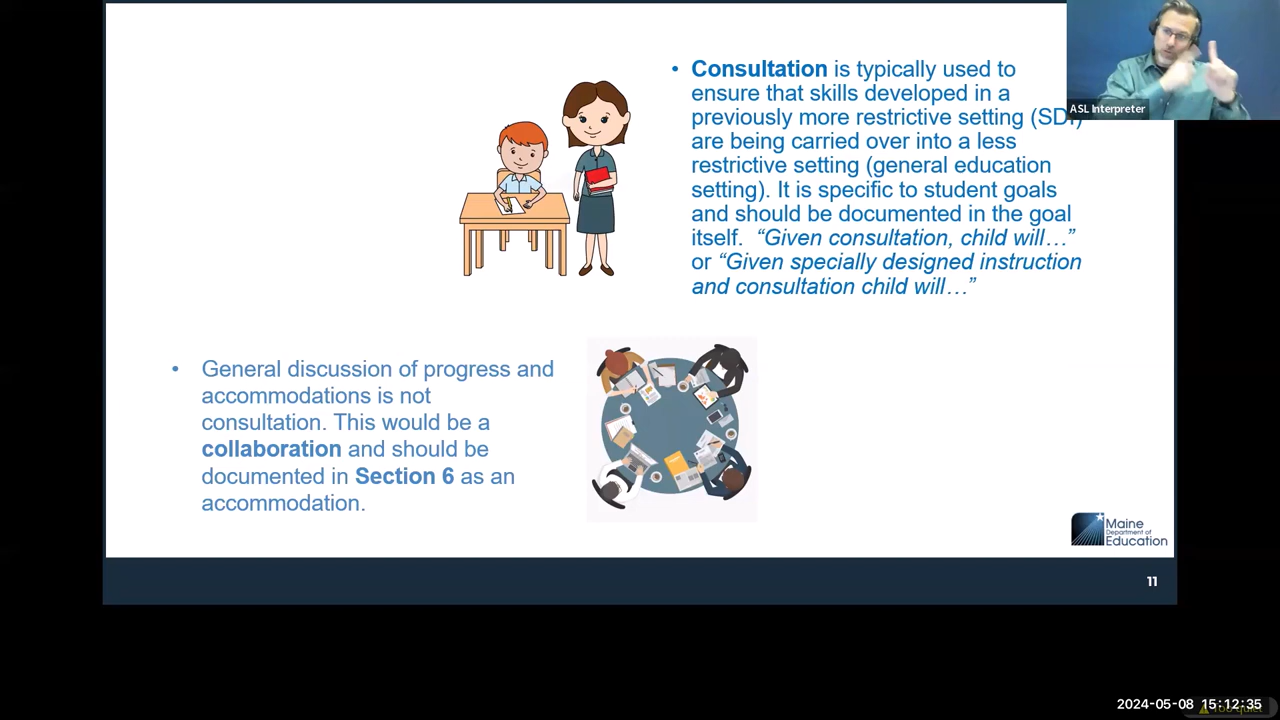 • Consultation is typically used to
ensure that skills developed in a
previously more restrictive setting (SDI)
are being carried over into a less
restrictive setting (general education
setting). It is specific to student goals
and should be documented in the goal
itself. “Given consultation, child will…”
or “Given specially designed instruction
and consultation child will…”
ASL Interpreter
• General discussion of progress and
accommodations is not
consultation. This would be a
collaboration and should be
documented in Section 6 as an
accommodation.
Maine
Department of
Education
11
2024-05-08 15:12:35